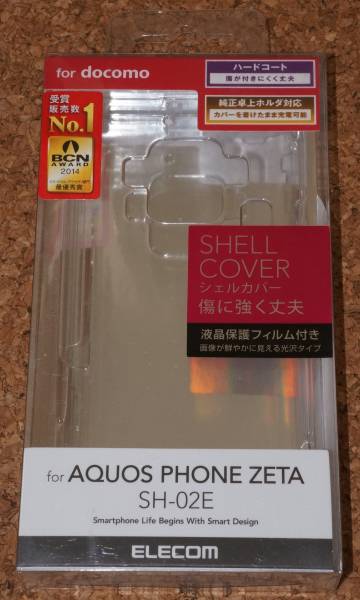 for docomo
ハードコート
傷が付きにくく丈夫
純正卓上ホルダ対応
カバーを着けたまま充電可能
受賞
販売数
No.1
BCN
AWARD
2014
最優秀賞
SHELL
COVER
シェルカバー
傷に強く丈夫
液晶保護フィルム付き
画像が鮮やかに見える光沢タイプ
for AQUOS PHONE ZETA
SH-02E
Smartphone Life Begins With Smart Design
ELECOM